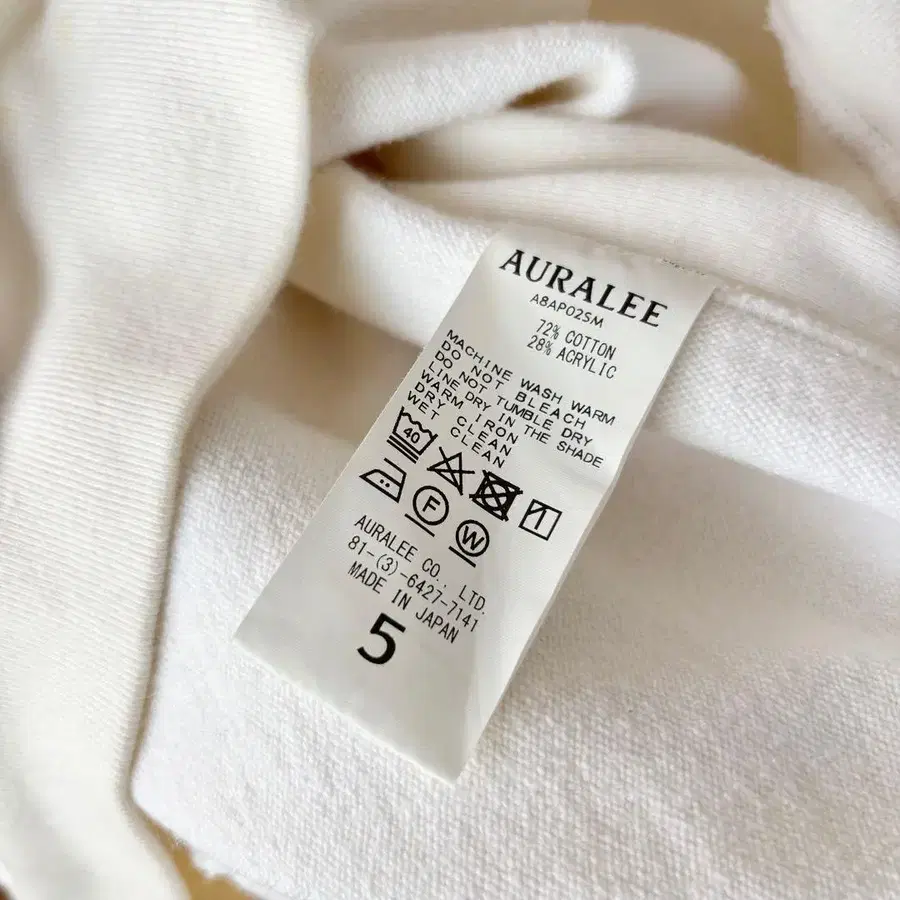 AURALEE
A8AP02SM
72% COTTON
28% ACRYLIC
MACHINE WASH WARM
DO NOT BLEACH
DO NOT TUMBLE DRY
LINE DRY IN THE SHADE
WARM IRON
DRY CLEAN
WET CLEAN
40
F
W
AURALEE CO., LTD.
81-(3)-6427-7141
MADE IN JAPAN
5